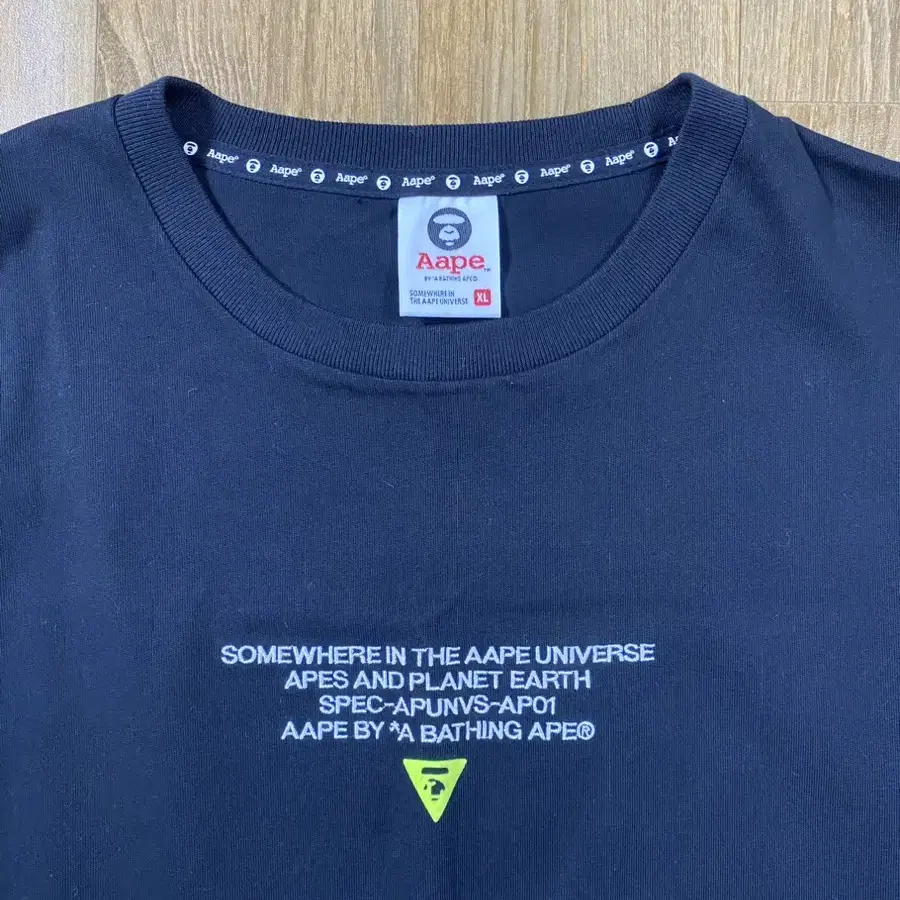 Aape° Aape° Aape° Aape° Aape° Aape° Aape°
Aape™
BY *A BATHING APE®
SOMEWHERE IN
THE AAPE UNIVERSE
XL
SOMEWHERE IN THE AAPE UNIVERSE
APES AND PLANET EARTH
SPEC-APUNVS-AP01
AAPE BY *A BATHING APE®